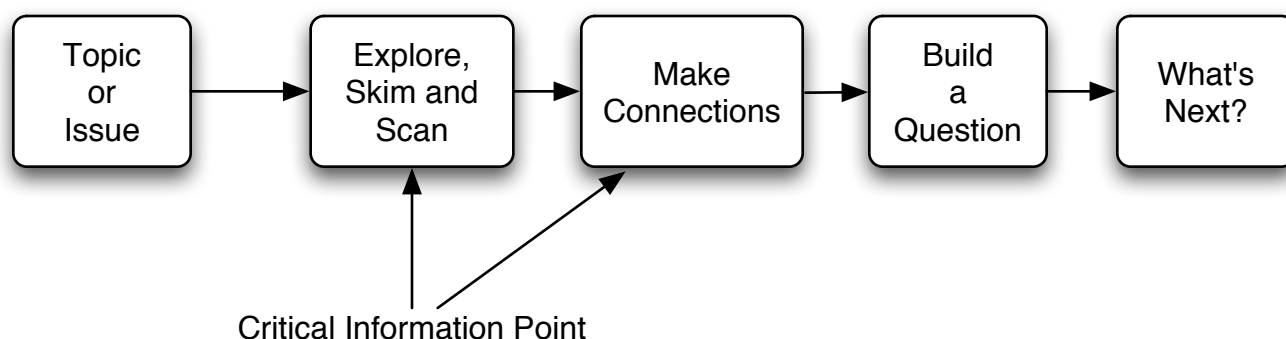 Topic
or
Issue
Explore,
Skim and
Scan
Make
Connections
Build
a
Question
What's
Next?
Critical Information Point